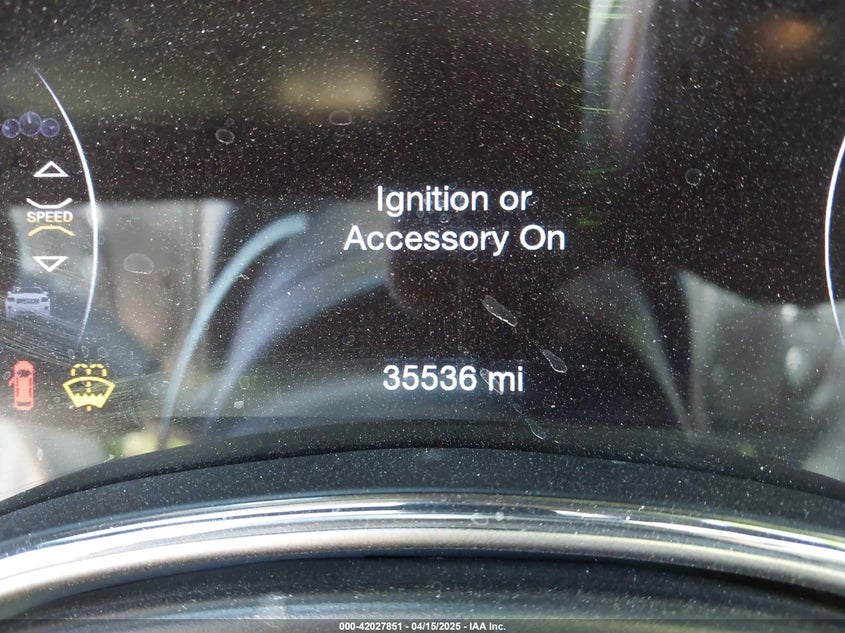 SPEED
Ignition or
Accessory On
35536 mi
000-42027851 - 04/15/2025 - IAA Inc.